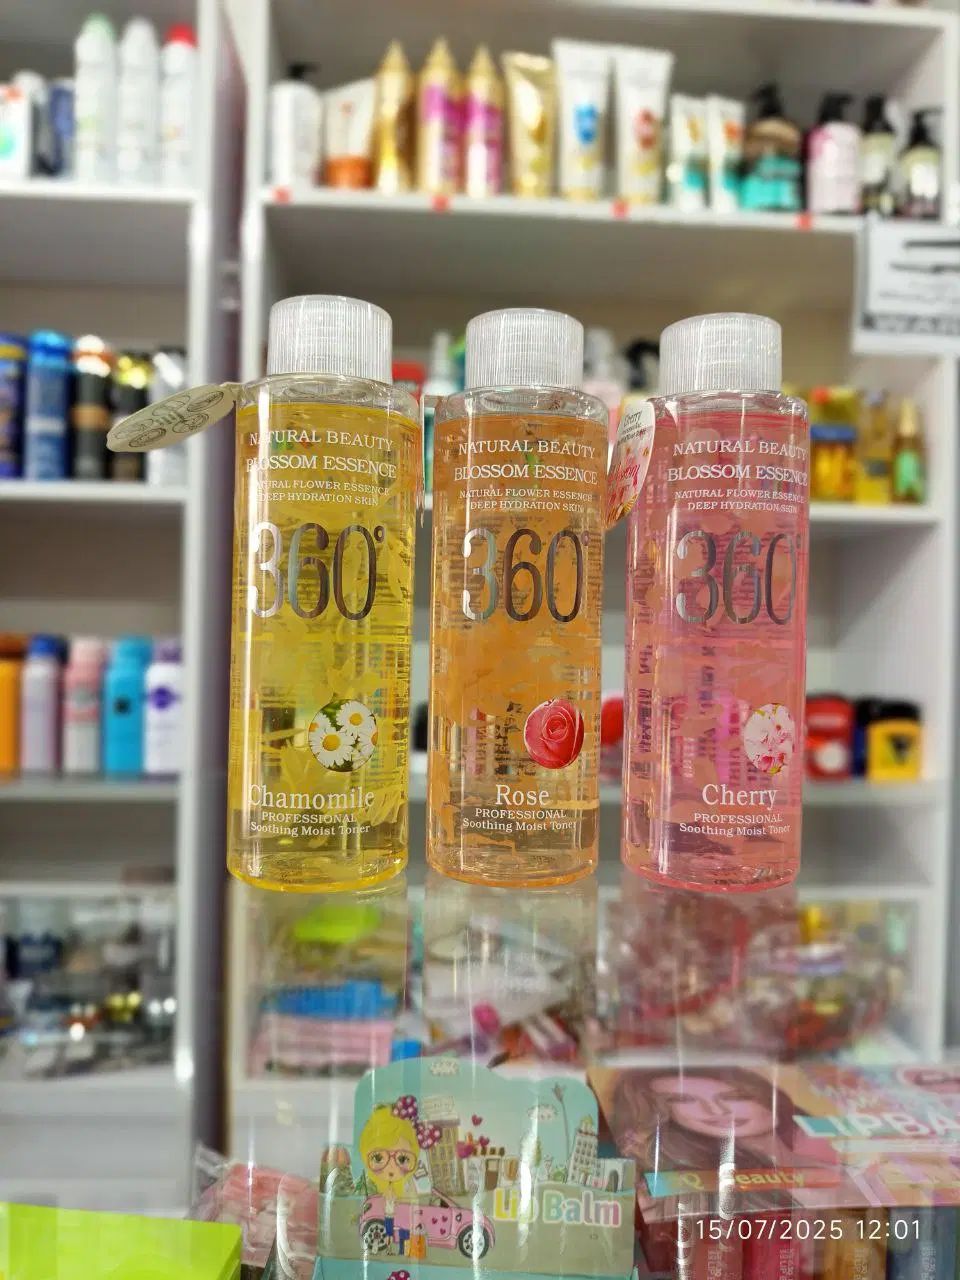 NATURAL BEAUTY
BLOSSOM ESSENCE
NATURAL FLOWER ESSENCE
DEEP HYDRATION SKIN
360°
Chamomile
PROFESSIONAL
Soothing Moist Toner
NATURAL BEAUTY
BLOSSOM ESSENCE
NATURAL FLOWER ESSENCE
DEEP HYDRATION SKIN
360°
Rose
PROFESSIONAL
Soothing Moist Toner
Cherry
NATURAL BEAUTY
BLOSSOM ESSENCE
NATURAL FLOWER ESSENCE
DEEP HYDRATION SKIN
360°
Cherry
PROFESSIONAL
Soothing Moist Toner
Lip Balm
LIPBA
Beauty
15/07/2025 12:01